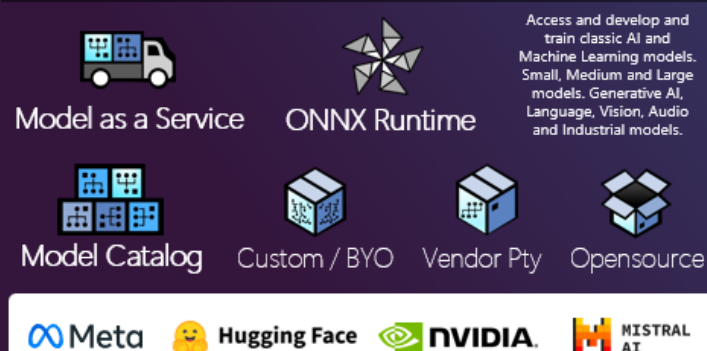 Access and develop and
train classic AI and
Machine Learning models.
Small, Medium and Large
models. Generative AI,
Language, Vision, Audio
and Industrial models.
Model as a Service
ONNX Runtime
Model Catalog
Custom / BYO
Vendor Pty
Opensource
Meta
Hugging Face
NVIDIA.
MISTRAL
AI